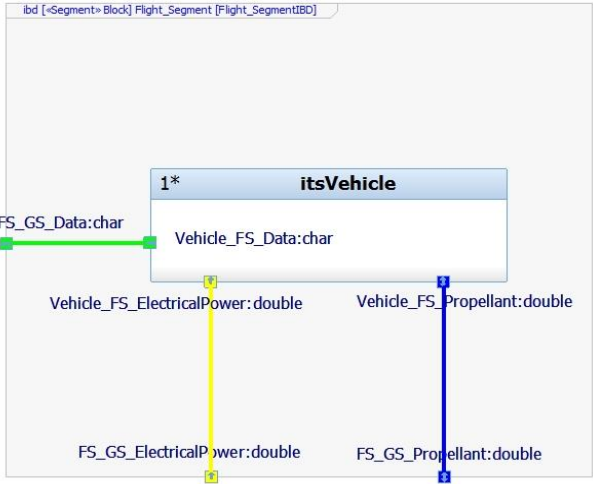 ibd [«Segment» Block] Flight_Segment [Flight_SegmentIBD]
1* itsVehicle
FS_GS_Data:char
Vehicle_FS_Data:char
Vehicle_FS_ElectricalPower:double
Vehicle_FS_Propellant:double
FS_GS_ElectricalPower:double
FS_GS_Propellant:double